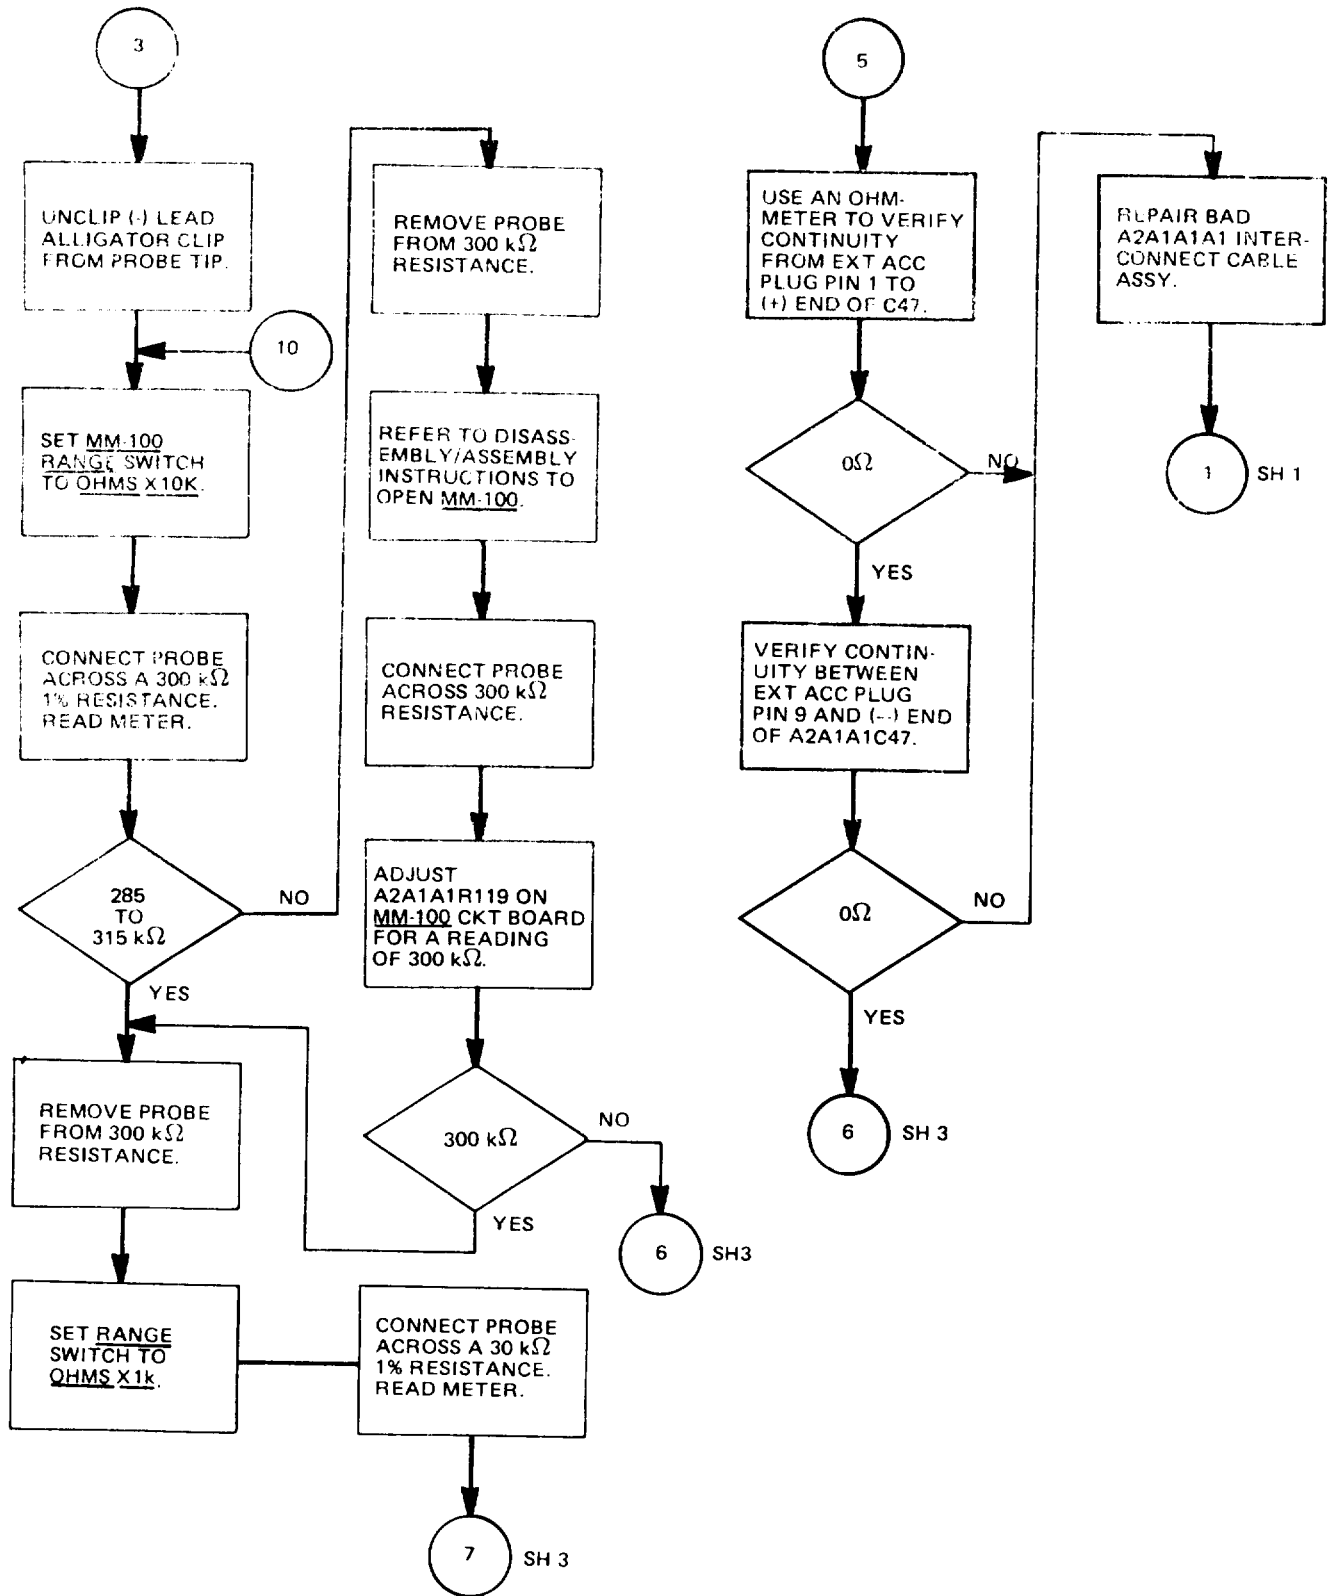 3
UNCLIP (-) LEAD
ALLIGATOR CLIP
FROM PROBE TIP.
10
SET MM-100
RANGE SWITCH
TO OHMS X10K.
CONNECT PROBE
ACROSS A 300 kΩ
1% RESISTANCE.
READ METER.
285
TO
315 kΩ
NO
YES
REMOVE PROBE
FROM 300 kΩ
RESISTANCE.
SET RANGE
SWITCH TO
OHMS X1k.
REMOVE PROBE
FROM 300 kΩ
RESISTANCE.
REFER TO DISASS-
EMBLY/ASSEMBLY
INSTRUCTIONS TO
OPEN MM-100.
CONNECT PROBE
ACROSS 300 kΩ
RESISTANCE.
ADJUST
A2A1A1R119 ON
MM-100 CKT BOARD
FOR A READING
OF 300 kΩ.
300 kΩ
NO
YES
6
SH3
CONNECT PROBE
ACROSS A 30 kΩ
1% RESISTANCE.
READ METER.
7
SH 3
5
USE AN OHM-
METER TO VERIFY
CONTINUITY
FROM EXT ACC
PLUG PIN 1 TO
(+) END OF C47.
0Ω
NO
YES
VERIFY CONTIN-
UITY BETWEEN
EXT ACC PLUG
PIN 9 AND (--) END
OF A2A1A1C47.
0Ω
NO
YES
6
SH 3
REPAIR BAD
A2A1A1A1 INTER-
CONNECT CABLE
ASSY.
1
SH 1